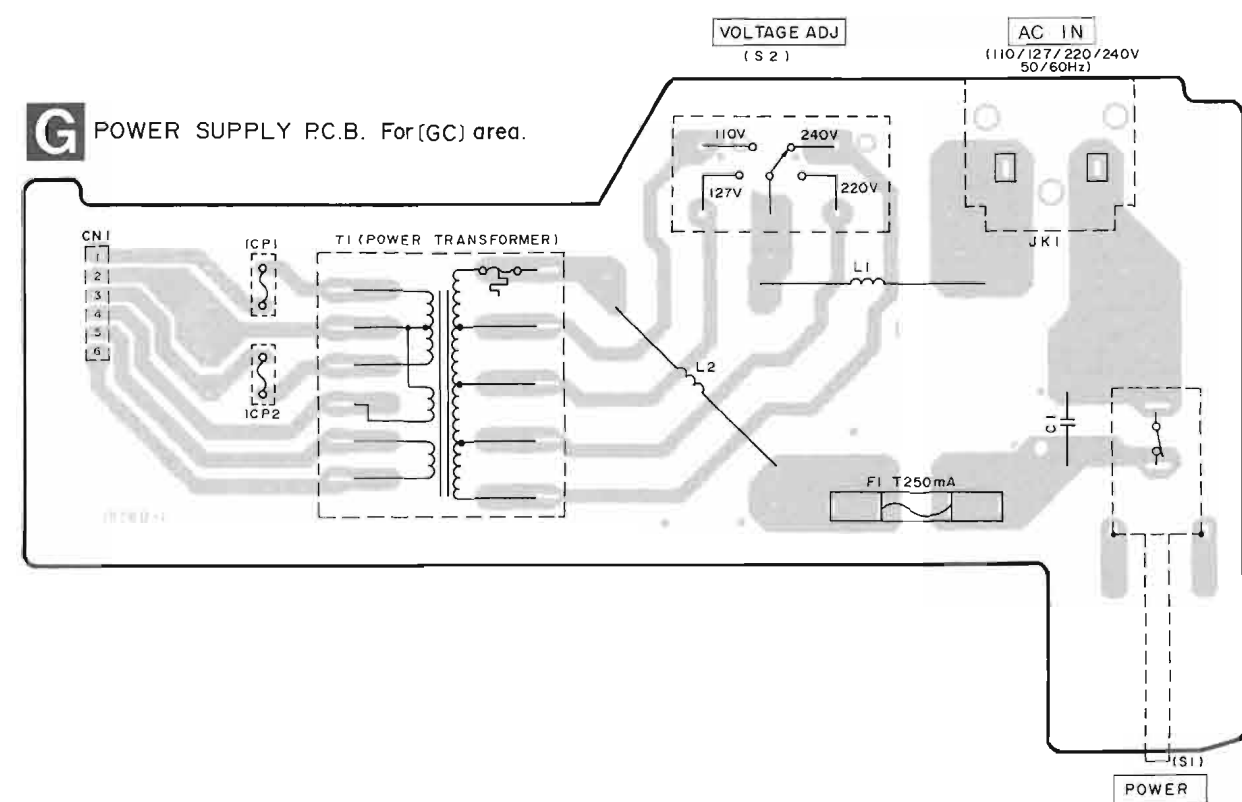 VOLTAGE ADJ
(S2)
AC IN
(110/127/220/240V
50/60Hz)
G POWER SUPPLY P.C.B. For (GC) area.
110V
240V
127V
220V
JK1
CN1
1
2
3
4
5
6
ICP1
ICP2
T1 (POWER TRANSFORMER)
L1
L2
C1
F1 T250mA
(S1)
POWER